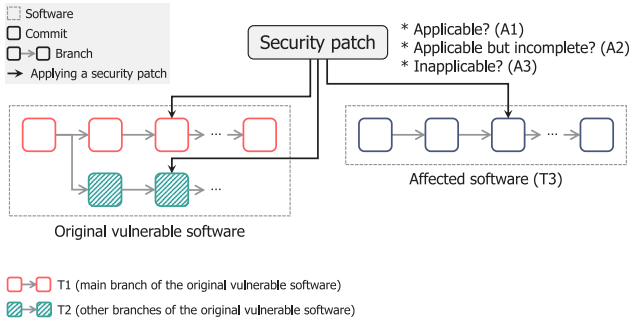 Software
Commit
Branch
Applying a security patch
Security patch
* Applicable? (A1)
* Applicable but incomplete? (A2)
* Inapplicable? (A3)
...
...
...
Affected software (T3)
Original vulnerable software
T1 (main branch of the original vulnerable software)
T2 (other branches of the original vulnerable software)